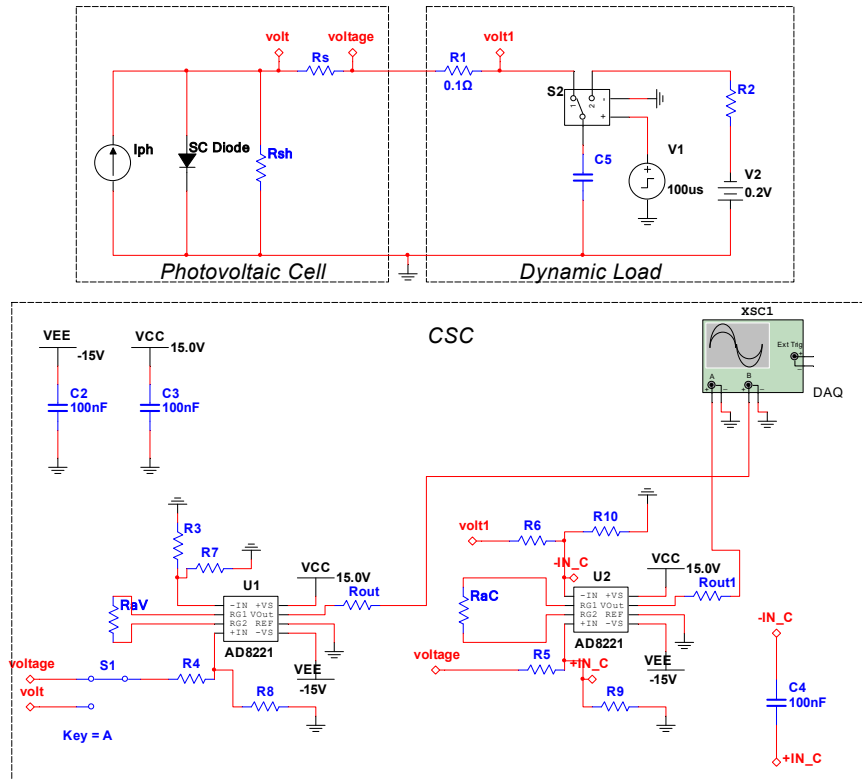 volt
voltage
volt1
Rs
R1
0.1Ω
S2
1
2
-
+
R2
Iph
SC Diode
Rsh
C5
V1
100us
V2
0.2V
Photovoltaic Cell
Dynamic Load
XSC1
Ext Trig
+
-
A
B
+
-
+
-
DAQ
CSC
VEE
-15V
VCC
15.0V
C2
100nF
C3
100nF
R3
R7
U1
VCC
15.0V
Rout
RaV
-IN
+VS
RG1
VOut
RG2
REF
+IN
-VS
AD8221
VEE
-15V
voltage
S1
R4
volt
R8
Key = A
volt1
R6
R10
-IN_C
U2
VCC
15.0V
Rout1
RaC
-IN
+VS
RG1
VOut
RG2
REF
+IN
-VS
AD8221
VEE
-15V
voltage
R5
+IN_C
R9
-IN_C
C4
100nF
+IN_C